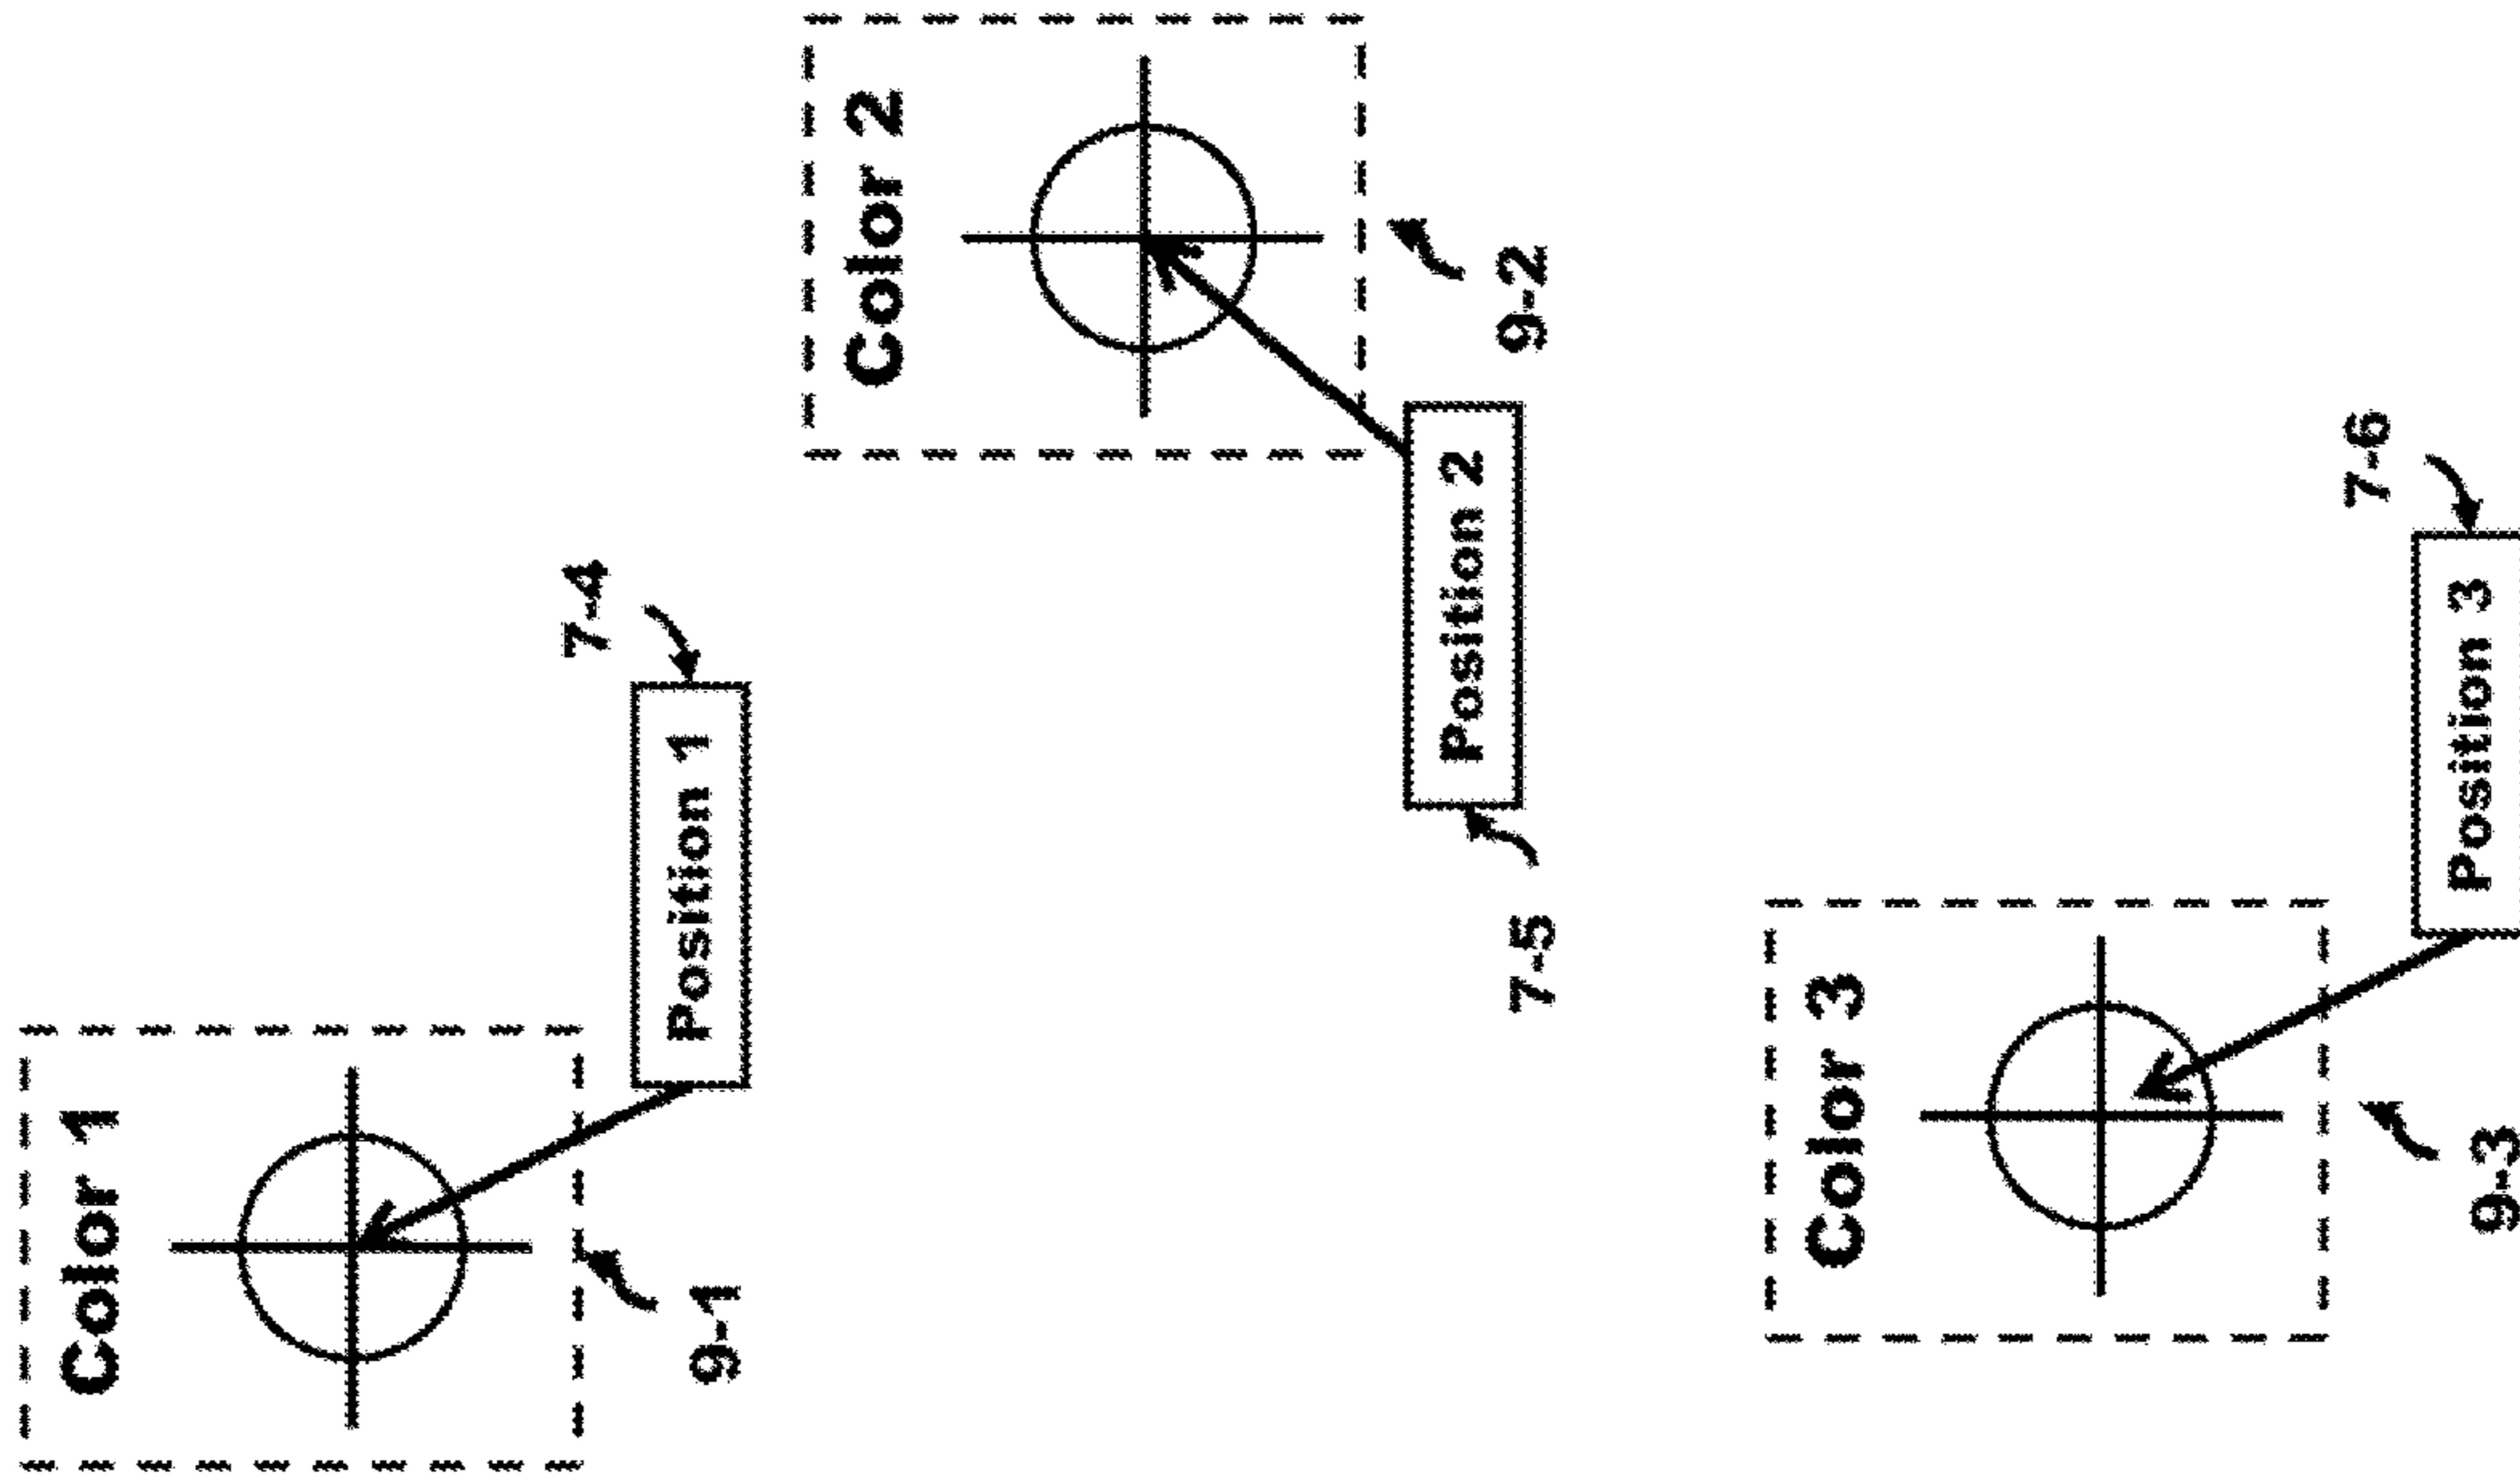 Color 1
9-1
Position 1
7-4
Color 2
9-2
Position 2
7-5
Color 3
9-3
Position 3
7-6